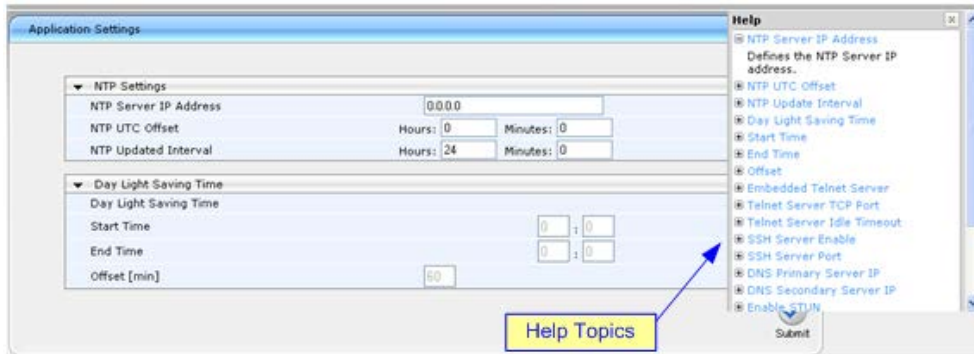 Application Settings
NTP Settings
NTP Server IP Address 0.0.0.0
NTP UTC Offset Hours: 0 Minutes: 0
NTP Updated Interval Hours: 24 Minutes: 0
Day Light Saving Time
Day Light Saving Time
Start Time 0 : 0
End Time 0 : 0
Offset [min] 60
Submit
Help
NTP Server IP Address
Defines the NTP Server IP
address.
NTP UTC Offset
NTP Update Interval
Day Light Saving Time
Start Time
End Time
Offset
Embedded Telnet Server
Telnet Server TCP Port
Telnet Server Idle Timeout
SSH Server Enable
SSH Server Port
DNS Primary Server IP
DNS Secondary Server IP
Enable STUN
Help Topics